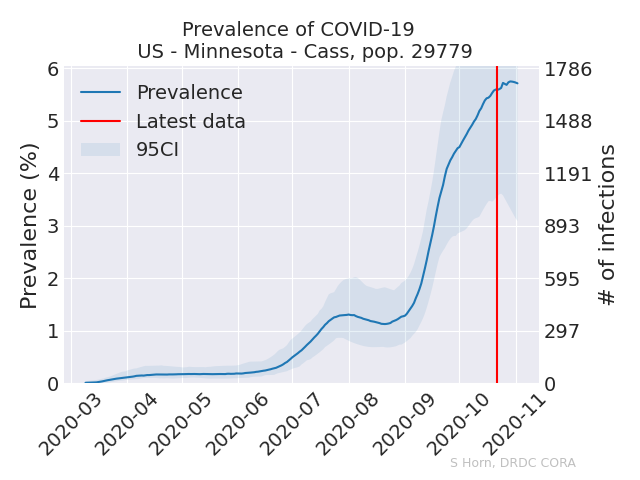 Prevalence of COVID-19
US - Minnesota - Cass, pop. 29779
Prevalence
Latest data
95CI
Prevalence (%)
6
5
4
3
2
1
0
1786
1488
1191
893
595
297
0
# of infections
2020-03
2020-04
2020-05
2020-06
2020-07
2020-08
2020-09
2020-10
2020-11
S Horn, DRDC CORA